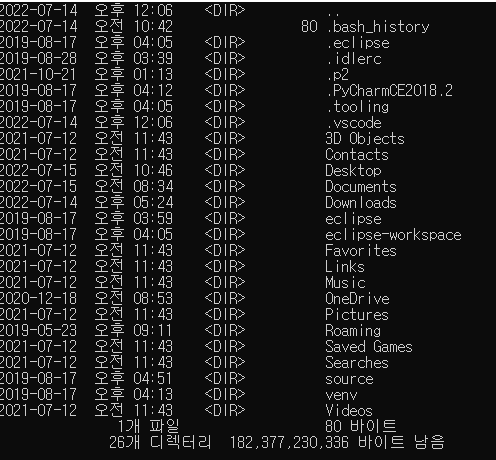 2022-07-14 오후 12:06 <DIR> ..
2022-07-14 오전 10:42 80 .bash_history
2019-08-17 오후 04:05 <DIR> .eclipse
2019-08-28 오후 03:39 <DIR> .idlerc
2021-10-21 오후 01:13 <DIR> .p2
2019-08-17 오후 04:12 <DIR> .PyCharmCE2018.2
2019-08-17 오후 04:05 <DIR> .tooling
2022-07-14 오후 12:06 <DIR> .vscode
2021-07-12 오전 11:43 <DIR> 3D Objects
2021-07-12 오전 11:43 <DIR> Contacts
2022-07-15 오전 10:46 <DIR> Desktop
2022-07-15 오전 08:34 <DIR> Documents
2022-07-14 오후 05:24 <DIR> Downloads
2019-08-17 오후 03:59 <DIR> eclipse
2019-08-17 오후 04:05 <DIR> eclipse-workspace
2021-07-12 오전 11:43 <DIR> Favorites
2021-07-12 오전 11:43 <DIR> Links
2021-07-12 오전 11:43 <DIR> Music
2020-12-18 오전 08:53 <DIR> OneDrive
2021-07-12 오전 11:43 <DIR> Pictures
2019-05-23 오후 09:11 <DIR> Roaming
2021-07-12 오전 11:43 <DIR> Saved Games
2021-07-12 오전 11:43 <DIR> Searches
2019-08-17 오후 04:51 <DIR> source
2019-08-17 오후 04:13 <DIR> venv
2021-07-12 오전 11:43 <DIR> Videos
1개 파일 80 바이트
26개 디렉터리 182,377,230,336 바이트 남음